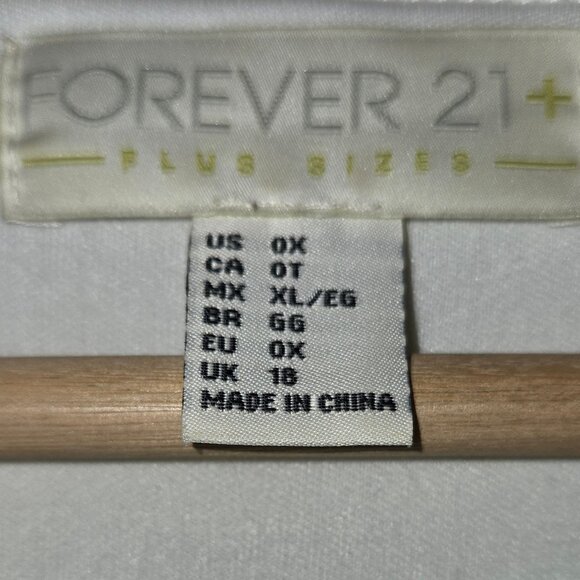 FOREVER 21+
PLUS SIZES
US 0X
CA 0T
MX XL/EG
BR GG
EU 0X
UK 18
MADE IN CHINA